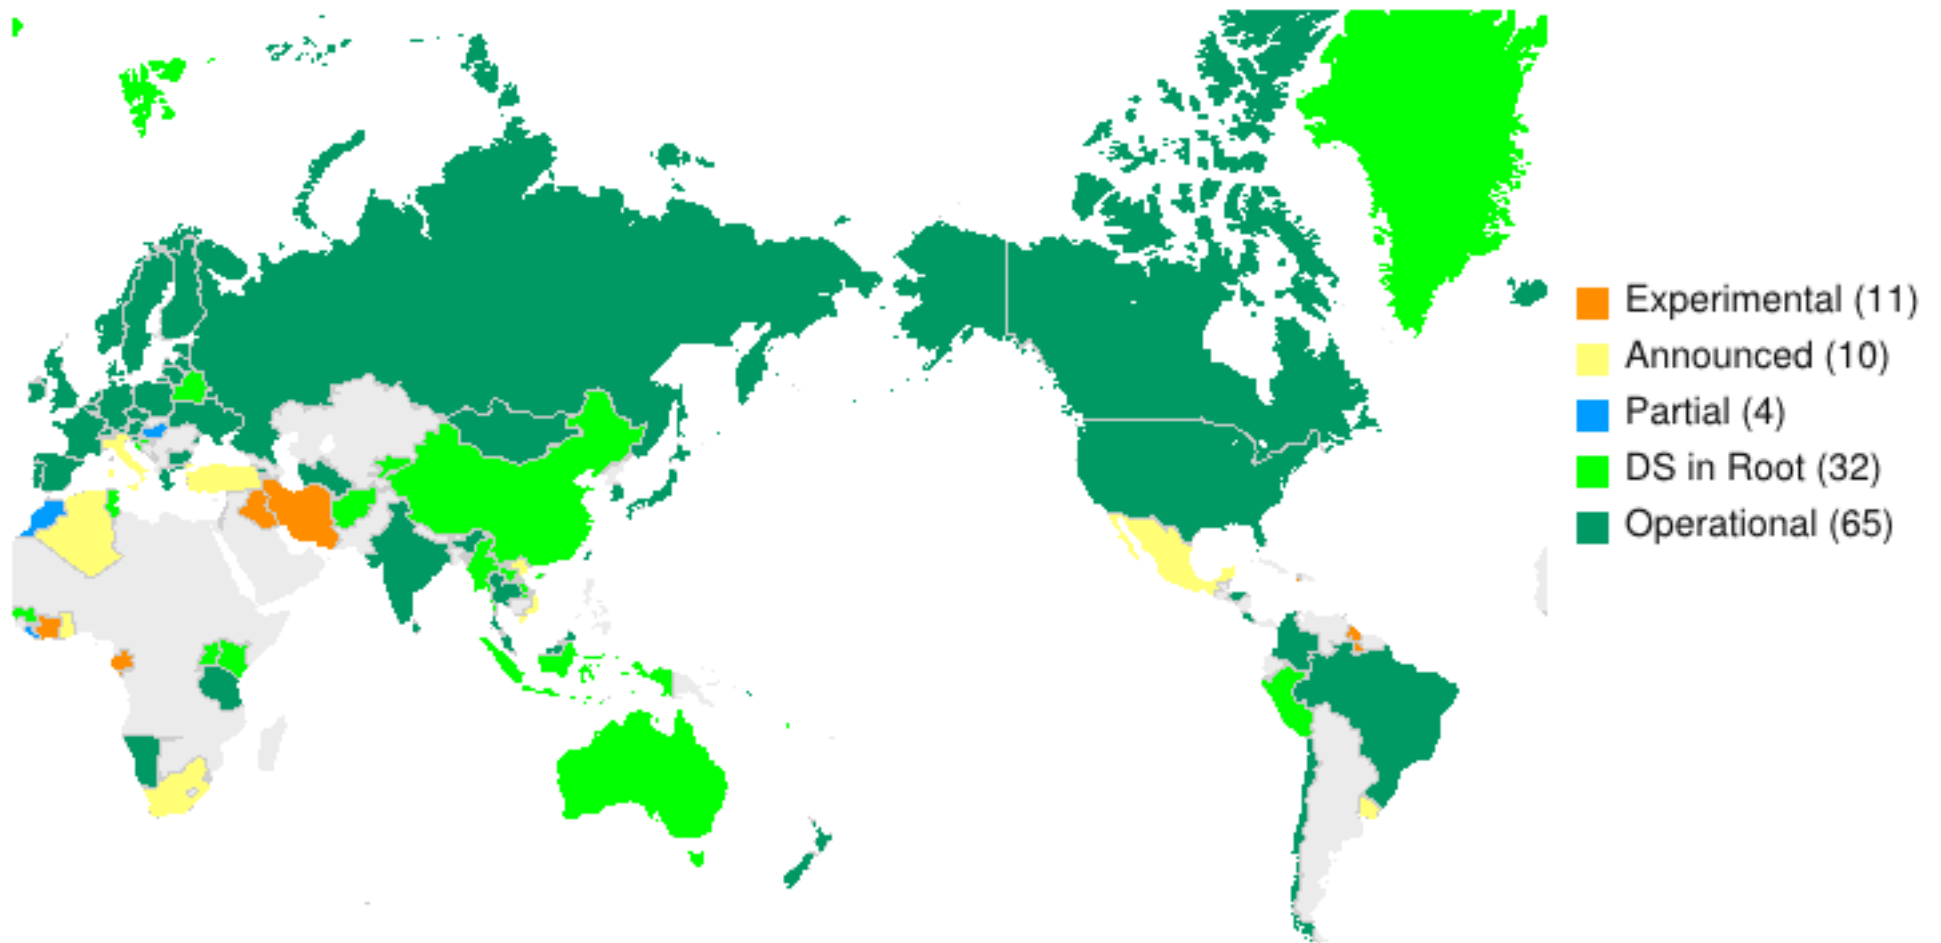 Experimental (11)
Announced (10)
Partial (4)
DS in Root (32)
Operational (65)